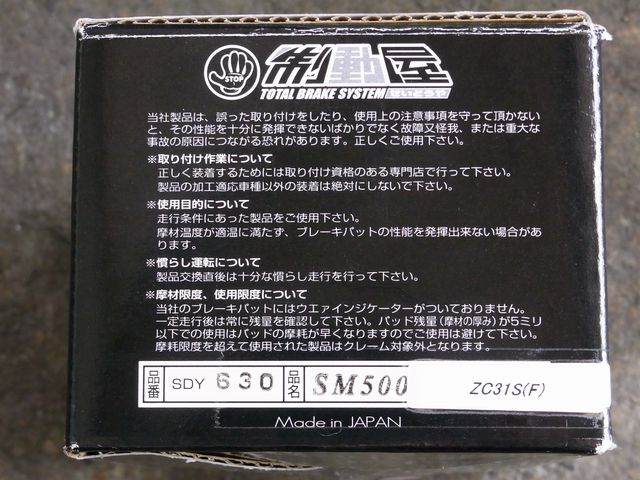 STOP
制動屋
TOTAL BRAKE SYSTEM せいどうや
当社製品は、誤った取り付けをしたり、使用上の注意事項を守って頂かない
と、その性能を十分に発揮できないばかりでなく故障又怪我、または重大な
事故の原因につながる恐れがあります。正しくご使用下さい。
※取り付け作業について
正しく装着するためには取り付け資格のある専門店で行って下さい。
製品の加工適応車種以外の装着は絶対にしないで下さい。
※使用目的について
走行条件にあった製品をご使用下さい。
摩材温度が適温に満たず、ブレーキパットの性能を発揮出来ない場合があ
ります。
※慣らし運転について
製品交換直後は十分な慣らし走行を行って下さい。
※摩材限度、使用限度について
当社のブレーキパットにはウエァインジケーターがついておりません。
一定走行後は常に残量を確認して下さい。パッド残量(摩材の厚み)が5ミリ
以下での使用はパッドの摩耗が早くなりますのでご使用は避けて下さい。
摩耗限度を超えて使用された製品はクレーム対象外となります。
品番 SDY 630 品名 SM500 ZC31S(F)
Made in JAPAN